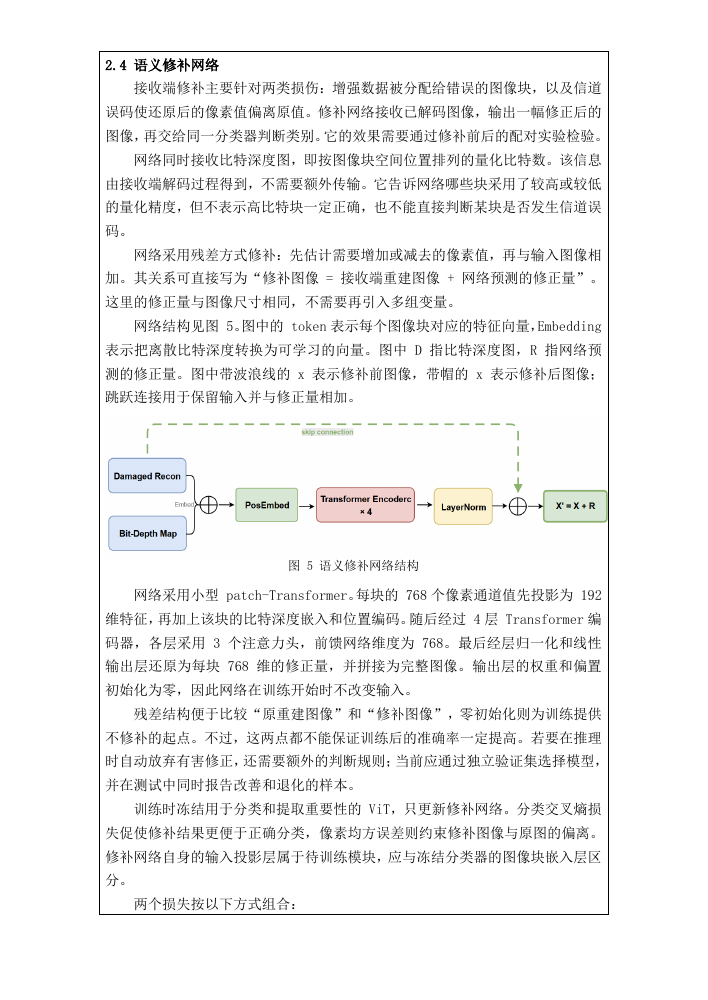 2.4 语义修补网络
接收端修补主要针对两类损伤：增强数据被分配给错误的图像块，以及信道
误码使还原后的像素值偏离原值。修补网络接收已解码图像，输出一幅修正后的
图像，再交给同一分类器判断类别。它的效果需要通过修补前后的配对实验检验。
网络同时接收比特深度图，即按图像块空间位置排列的量化比特数。该信息
由接收端解码过程得到，不需要额外传输。它告诉网络哪些块采用了较高或较低
的量化精度，但不表示高比特块一定正确，也不能直接判断某块是否发生信道误
码。
网络采用残差方式修补：先估计需要增加或减去的像素值，再与输入图像相
加。其关系可直接写为“修补图像 = 接收端重建图像 + 网络预测的修正量”。
这里的修正量与图像尺寸相同，不需要再引入多组变量。
网络结构见图 5。图中的 token 表示每个图像块对应的特征向量，Embedding
表示把离散比特深度转换为可学习的向量。图中 D 指比特深度图，R 指网络预
测的修正量。图中带波浪线的 x 表示修补前图像，带帽的 x 表示修补后图像；
跳跃连接用于保留输入并与修正量相加。
skip connection
Damaged Recon
Bit-Depth Map
Embed
PosEmbed
Transformer Encoderc
× 4
LayerNorm
X' = X + R
图 5 语义修补网络结构
网络采用小型 patch-Transformer。每块的 768 个像素通道值先投影为 192
维特征，再加上该块的比特深度嵌入和位置编码。随后经过 4 层 Transformer 编
码器，各层采用 3 个注意力头，前馈网络维度为 768。最后经层归一化和线性
输出层还原为每块 768 维的修正量，并拼接为完整图像。输出层的权重和偏置
初始化为零，因此网络在训练开始时不改变输入。
残差结构便于比较“原重建图像”和“修补图像”，零初始化则为训练提供
不修补的起点。不过，这两点都不能保证训练后的准确率一定提高。若要在推理
时自动放弃有害修正，还需要额外的判断规则；当前应通过独立验证集选择模型，
并在测试中同时报告改善和退化的样本。
训练时冻结用于分类和提取重要性的 ViT，只更新修补网络。分类交叉熵损
失促使修补结果更便于正确分类，像素均方误差则约束修补图像与原图的偏离。
修补网络自身的输入投影层属于待训练模块，应与冻结分类器的图像块嵌入层区
分。
两个损失按以下方式组合：